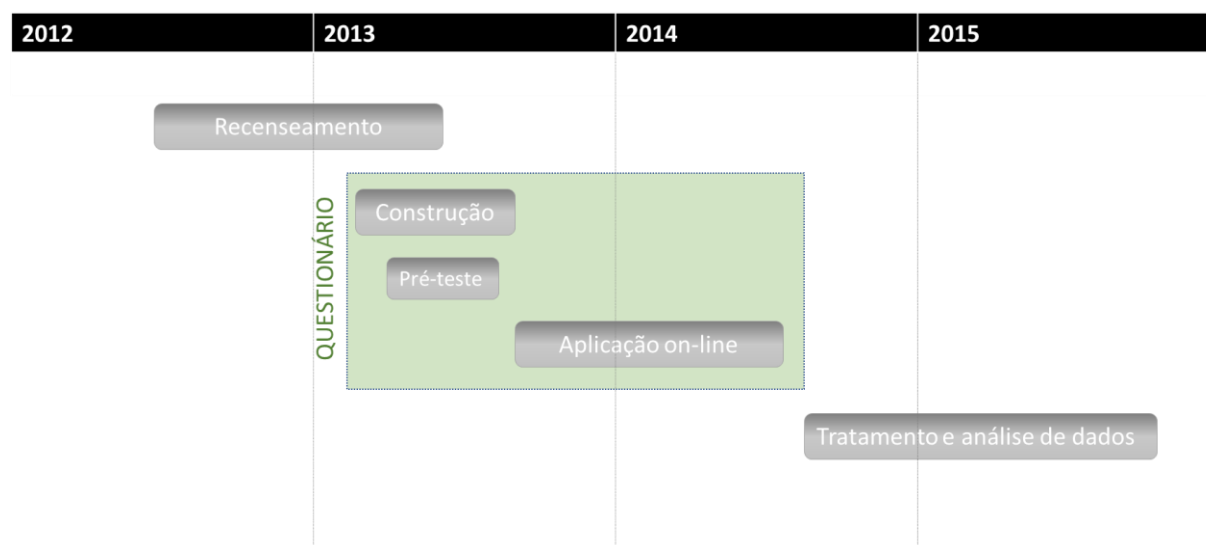 2012
2013
2014
2015
Recenseamento
QUESTIONÁRIO
Construção
Pré-teste
Aplicação on-line
Tratamento e análise de dados